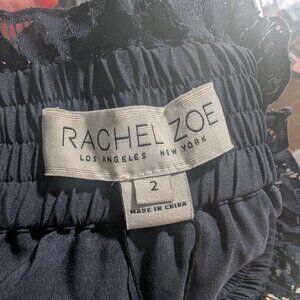 RACHEL ZOE
LOS ANGELES NEW YORK
2
MADE IN CHINA